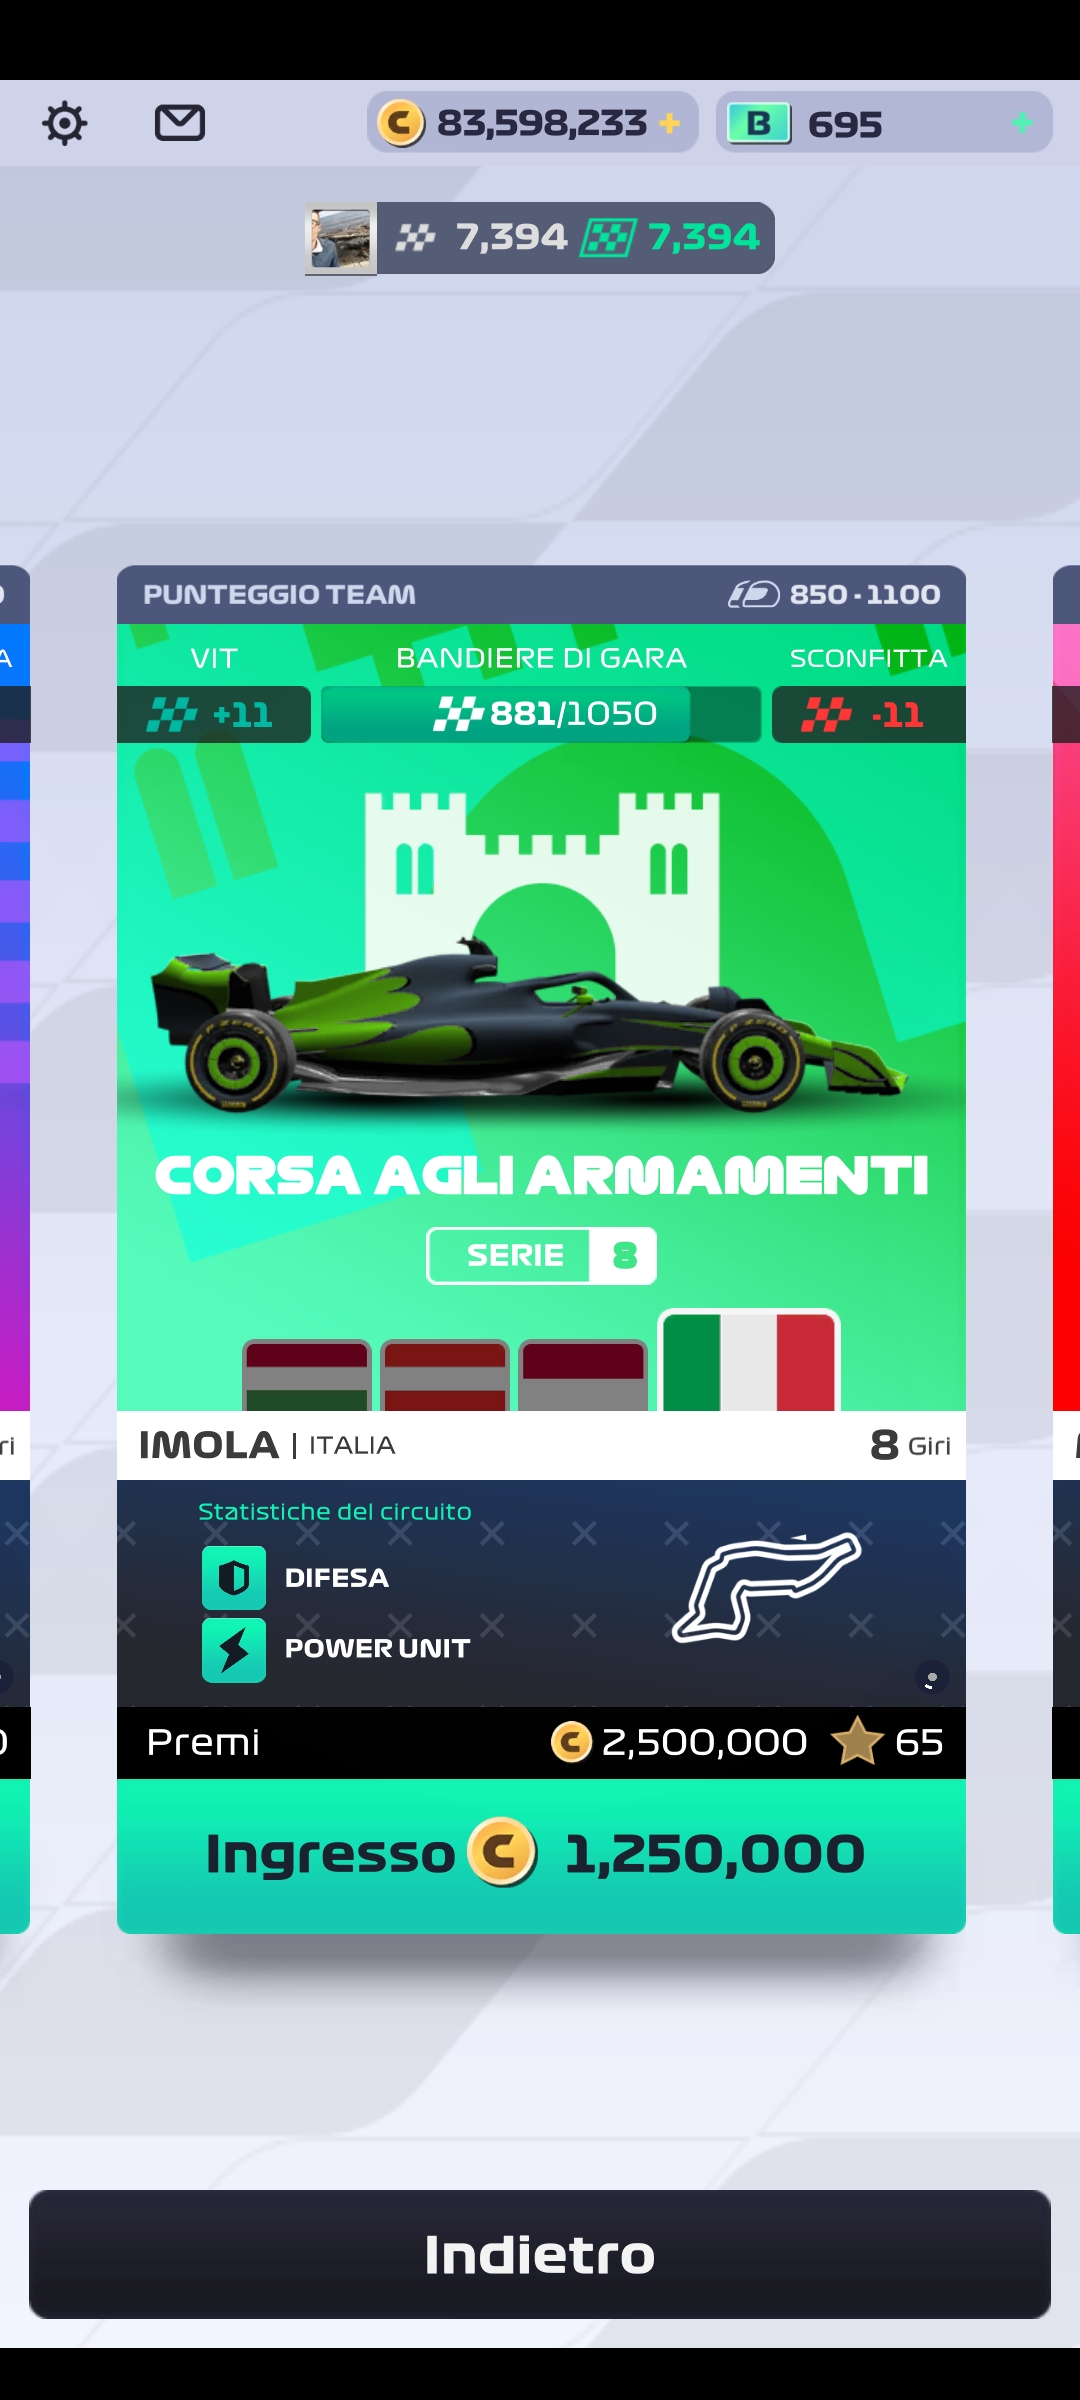 83,598,233 +
B 695 +
7,394 7,394
PUNTEGGIO TEAM 850 - 1100
VIT BANDIERE DI GARA SCONFITTA
+11 881/1050 -11
CORSA AGLI ARMAMENTI
SERIE 8
IMOLA | ITALIA 8 Giri
ri
Statistiche del circuito
DIFESA
POWER UNIT
Premi C 2,500,000 65
Ingresso C 1,250,000
Indietro